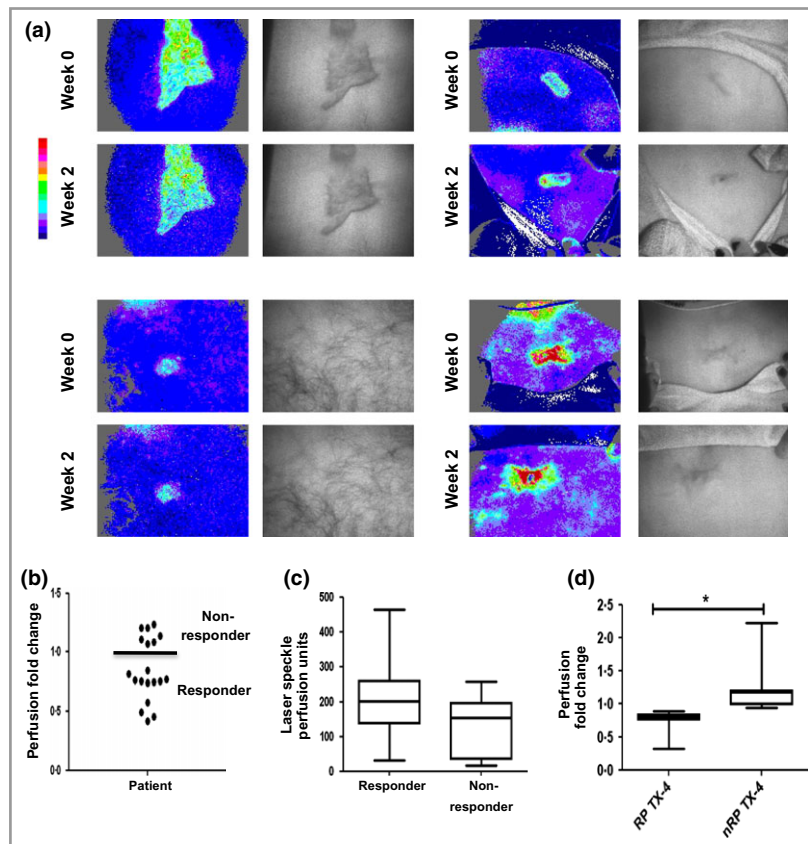 (a)
Week 0
Week 2
Week 0
Week 2
Week 0
Week 2
Week 0
Week 2
(b)
Perfusion fold change
1·5
1·0
0·5
0·0
Non-
responder
Responder
Patient
(c)
Laser speckle
perfusion units
500
400
300
200
100
0
Responder
Non-
responder
(d)
Perfusion
fold change
2·5
2·0
1·5
1·0
0·5
0·0
*
RP TX-4
nRP TX-4